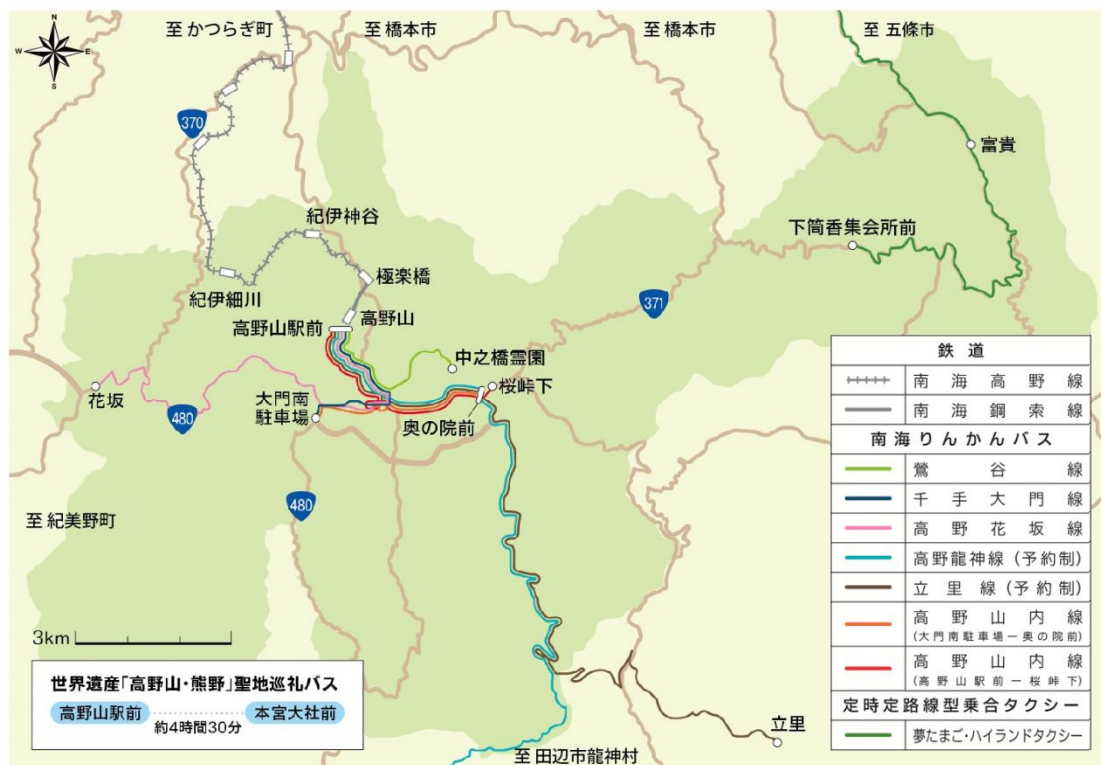 N
W E
S
至 かつらぎ町
至 橋本市
至 橋本市
至 五條市
370
富貴
紀伊神谷
下筒香集会所前
極楽橋
紀伊細川
371
高野山
高野山駅前
中之橋霊園
桜峠下
花坂
大門南
駐車場
480
奥の院前
480
至 紀美野町
3km
世界遺産「高野山・熊野」聖地巡礼バス
高野山駅前 本宮大社前
約4時間30分
立里
至 田辺市龍神村
鉄道
南海高野線
南海鋼索線
南海りんかんバス
鶯谷線
千手大門線
高野花坂線
高野龍神線(予約制)
立里線(予約制)
高野山内線
(大門南駐車場ー奥の院前)
高野山内線
(高野山駅前ー桜峠下)
定時定路線型乗合タクシー
夢たまご・ハイランドタクシー